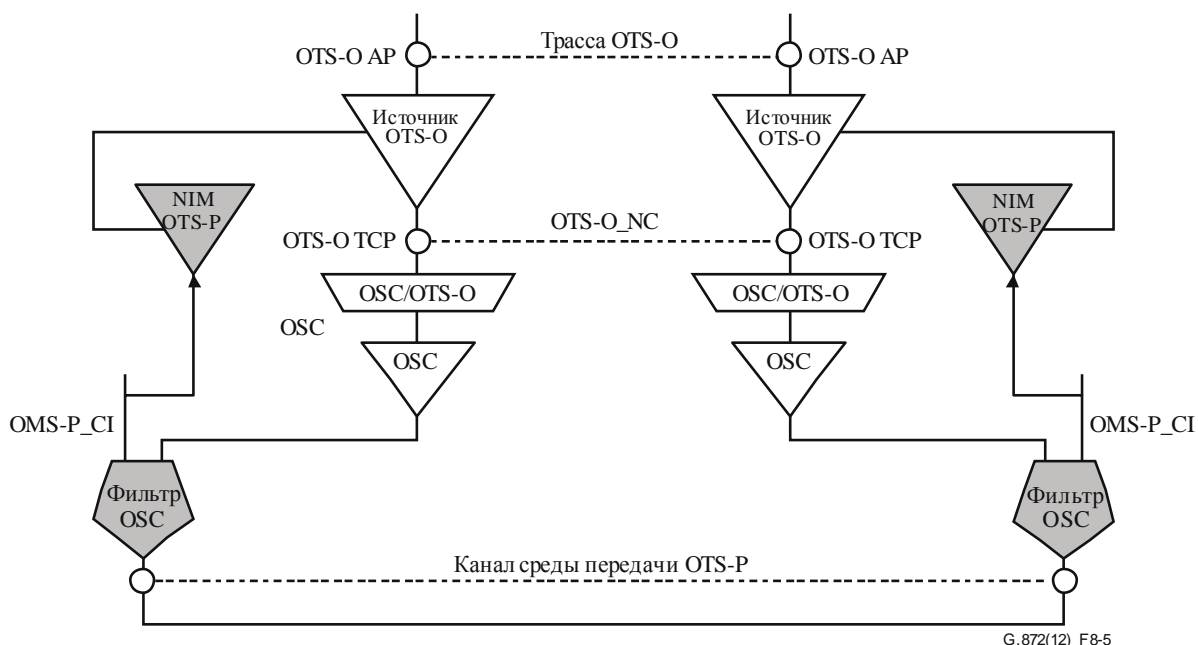 OTS-O AP
Трасса OTS-O
OTS-O AP
Источник
OTS-O
Источник
OTS-O
NIM
OTS-P
NIM
OTS-P
OTS-O TCP
OTS-O_NC
OTS-O TCP
OSC/OTS-O
OSC/OTS-O
OSC
OSC
OSC
OMS-P_CI
OMS-P_CI
Фильтр
OSC
Фильтр
OSC
Канал среды передачи OTS-P
G.872(12)_F8-5